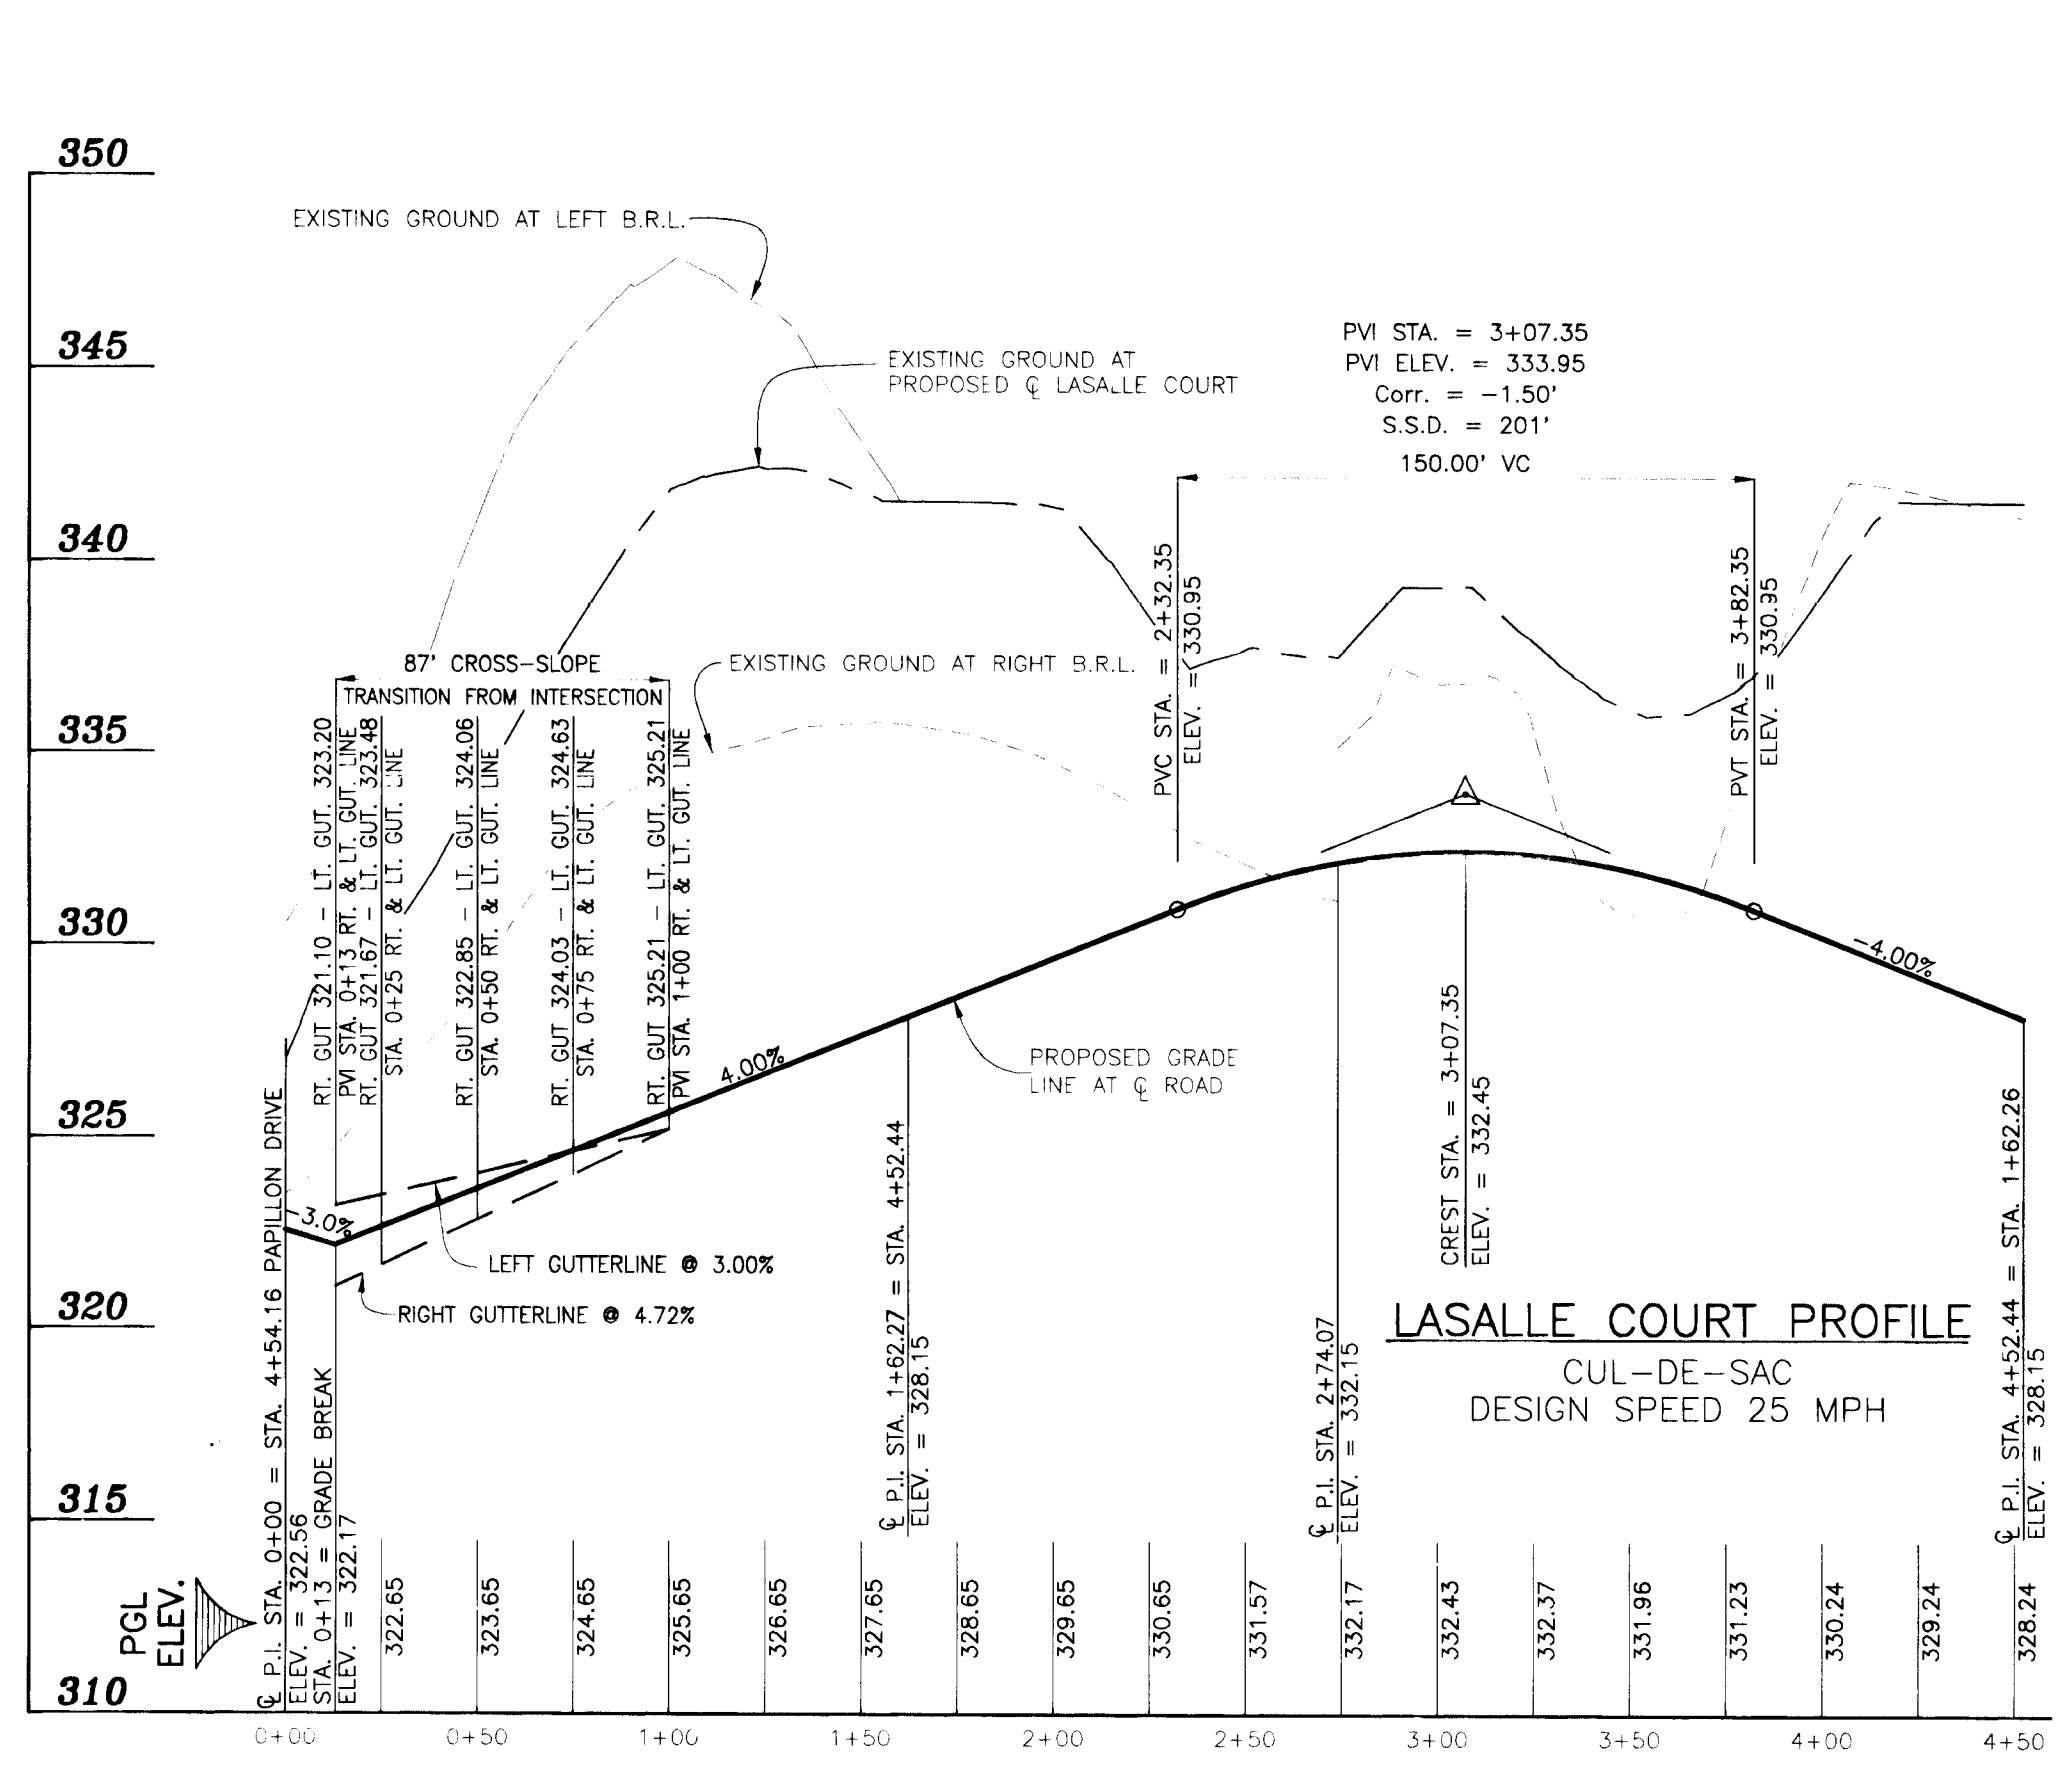 350
345
340
335
330
325
320
315
310
EXISTING GROUND AT LEFT B.R.L.
EXISTING GROUND AT
PROPOSED ℄ LASALLE COURT
PVI STA. = 3+07.35
PVI ELEV. = 333.95
Corr. = -1.50'
S.S.D. = 201'
150.00' VC
87' CROSS-SLOPE
TRANSITION FROM INTERSECTION
EXISTING GROUND AT RIGHT B.R.L.
RT. GUT 321.10 - LT. GUT. 323.20
PVI STA. 0+13 RT. & LT. GUT. LINE
RT. GUT 321.67 - LT. GUT. 323.48
STA. 0+25 RT. & LT. GUT. LINE
RT. GUT 322.85 - LT. GUT. 324.06
STA. 0+50 RT. & LT. GUT. LINE
RT. GUT 324.03 - LT. GUT. 324.63
STA. 0+75 RT. & LT. GUT. LINE
RT. GUT 325.21 - LT. GUT. 325.21
PVI STA. 1+00 RT. & LT. GUT. LINE
PVC STA. = 2+32.35
ELEV. = 330.95
PVT STA. = 3+82.35
ELEV. = 330.95
-3.0%
4.00%
-4.00%
PROPOSED GRADE
LINE AT ℄ ROAD
LEFT GUTTERLINE @ 3.00%
RIGHT GUTTERLINE @ 4.72%
CREST STA. = 3+07.35
ELEV. = 332.45
℄ P.I. STA. 0+00 = STA. 4+54.16 PAPILLON DRIVE
ELEV. = 322.56
STA. 0+13 = GRADE BREAK
ELEV. = 322.17
℄ P.I. STA. 1+62.27 = STA. 4+52.44
ELEV. = 328.15
℄ P.I. STA. 2+74.07
ELEV. = 332.15
℄ P.I. STA. 4+52.44 = STA. 1+62.26
ELEV. = 328.15
LASALLE COURT PROFILE
CUL-DE-SAC
DESIGN SPEED 25 MPH
PGL
ELEV.
322.65
323.65
324.65
325.65
326.65
327.65
328.65
329.65
330.65
331.57
332.17
332.43
332.37
331.96
331.23
330.24
329.24
328.24
0+00
0+50
1+00
1+50
2+00
2+50
3+00
3+50
4+00
4+50